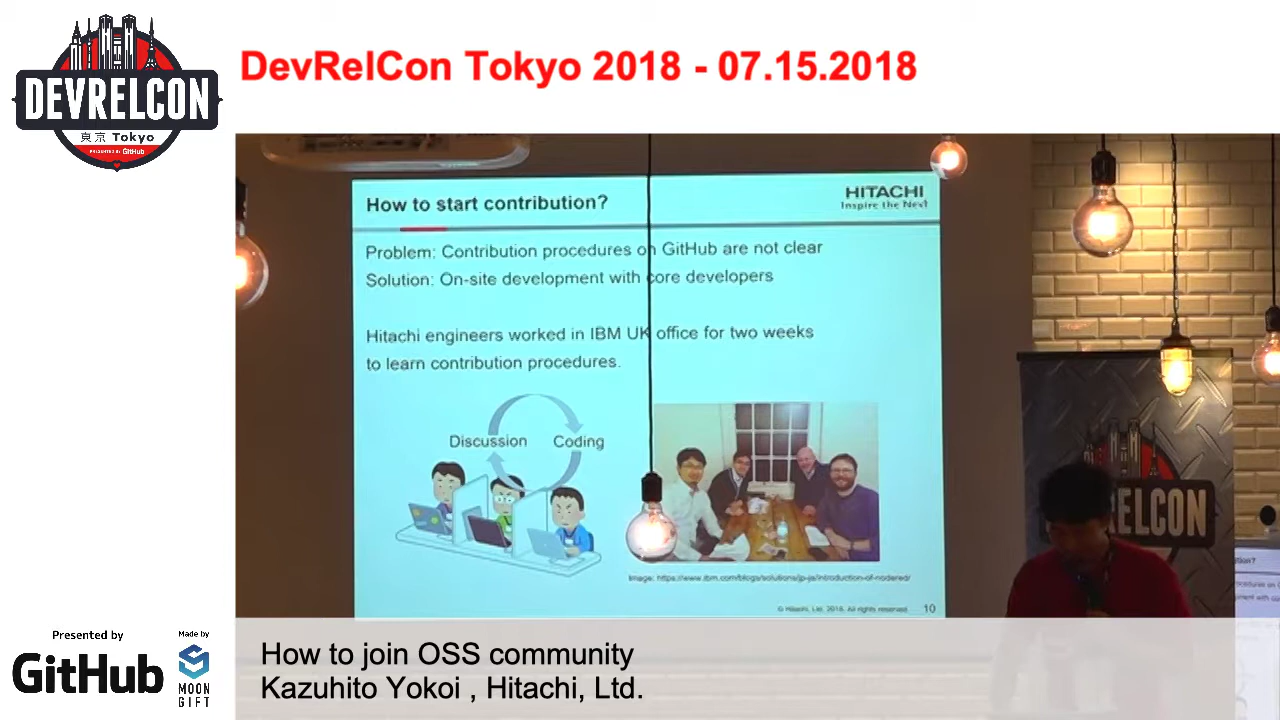 DEVRELCON
東京 Tokyo
PRESENTED BY GitHub
DevRelCon Tokyo 2018 - 07.15.2018
How to start contribution?
HITACHI
Inspire the Next
Problem: Contribution procedures on GitHub are not clear
Solution: On-site development with core developers
Hitachi engineers worked in IBM UK office for two weeks
to learn contribution procedures.
Discussion Coding
Image: https://www.ibm.com/blogs/solutions/jp-ja/introduction-of-nodered/
© Hitachi, Ltd. 2018. All rights reserved. 10
RELCON
Presented by
GitHub
Made by
MOON
GIFT
How to join OSS community
Kazuhito Yokoi , Hitachi, Ltd.